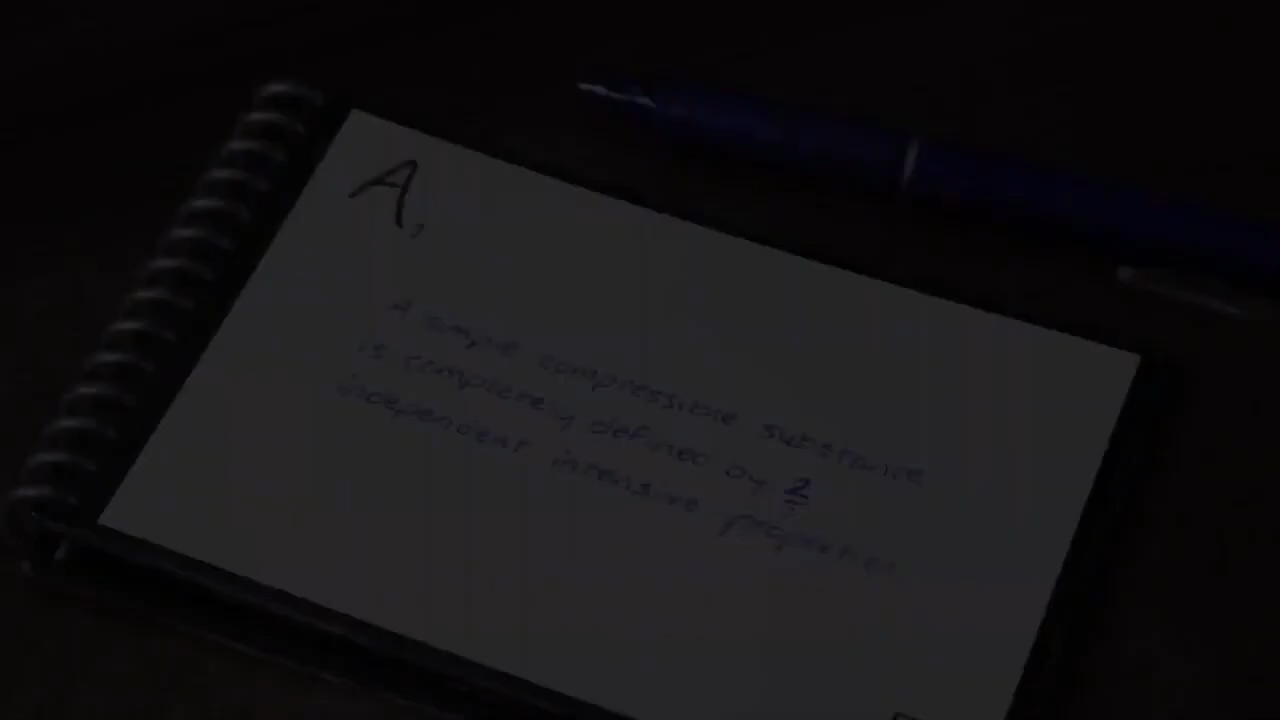 A,
A simple compressible substance
is completely defined by 2
independent intensive properties